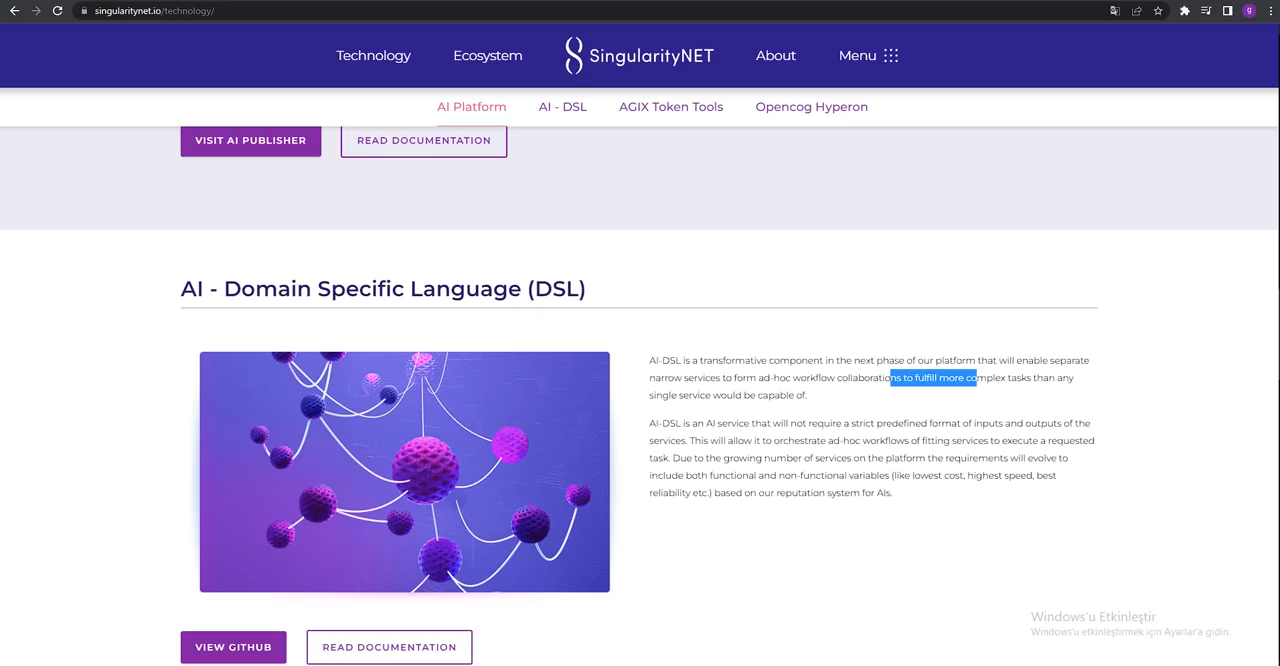 singularitynet.io/technology/
g
Technology
Ecosystem
SingularityNET
About
Menu
AI Platform
AI - DSL
AGIX Token Tools
Opencog Hyperon
VISIT AI PUBLISHER
READ DOCUMENTATION
AI - Domain Specific Language (DSL)
AI-DSL is a transformative component in the next phase of our platform that will enable separate
narrow services to form ad-hoc workflow collaborations to fulfill more complex tasks than any
single service would be capable of.
AI-DSL is an AI service that will not require a strict predefined format of inputs and outputs of the
services. This will allow it to orchestrate ad-hoc workflows of fitting services to execute a requested
task. Due to the growing number of services on the platform the requirements will evolve to
include both functional and non-functional variables (like lowest cost, highest speed, best
reliability etc.) based on our reputation system for AIs.
VIEW GITHUB
READ DOCUMENTATION
Windows'u Etkinleştir
Windows'u etkinleştirmek için Ayarlar'a gidin.